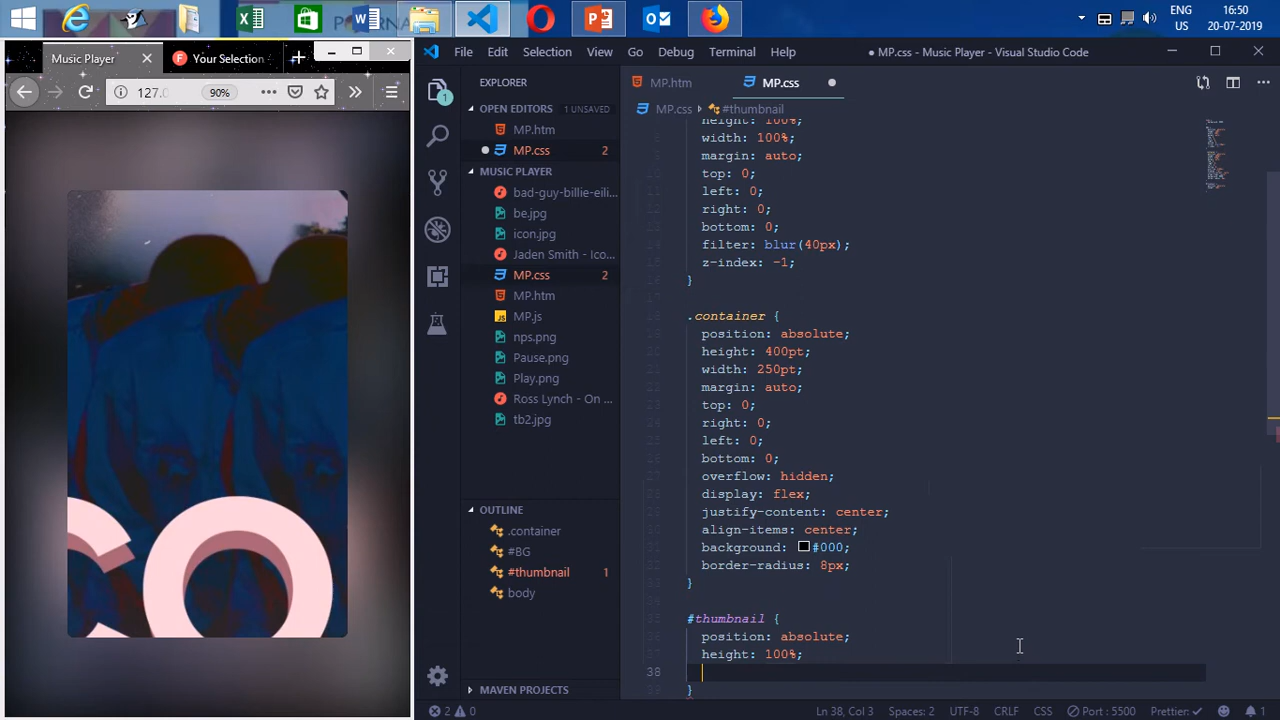 ENG 16:50
US 20-07-2019
Music Player
Your Selection
127.0
90%
MP.css - Music Player - Visual Studio Code
File Edit Selection View Go Debug Terminal Help
EXPLORER
OPEN EDITORS 1 UNSAVED
MP.htm
MP.css 2
MUSIC PLAYER
bad-guy-billie-eili...
be.jpg
icon.jpg
Jaden Smith - Ico...
MP.css 2
MP.htm
MP.js
nps.png
Pause.png
Play.png
Ross Lynch - On ...
tb2.jpg
OUTLINE
.container
#BG
#thumbnail 1
body
MAVEN PROJECTS
MP.htm MP.css
MP.css > #thumbnail
height: 100%;
width: 100%;
margin: auto;
top: 0;
left: 0;
right: 0;
bottom: 0;
filter: blur(40px);
z-index: -1;
}
.container {
position: absolute;
height: 400pt;
width: 250pt;
margin: auto;
top: 0;
right: 0;
left: 0;
bottom: 0;
overflow: hidden;
display: flex;
justify-content: center;
align-items: center;
background: #000;
border-radius: 8px;
}
#thumbnail {
position: absolute;
height: 100%;
38
}
CO
2 0 Ln 38, Col 3 Spaces: 2 UTF-8 CRLF CSS Port : 5500 Prettier: ✓ 1